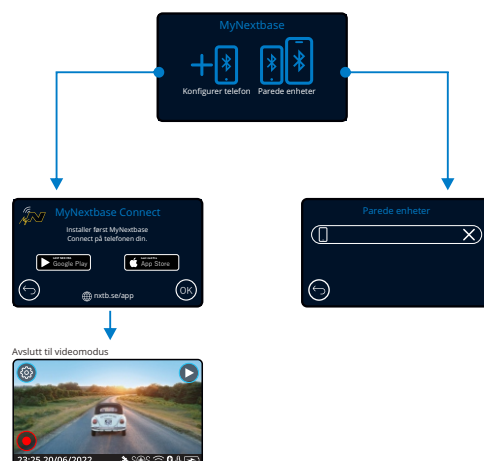 MyNextbase
Konfigurer telefon
Parede enheter
MyNextbase Connect
Installer først MyNextbase
Connect på telefonen din.
Google Play
App Store
OK
nxtb.se/app
Parede enheter
Avslutt til videomodus
23:25 20/06/2022
SOS